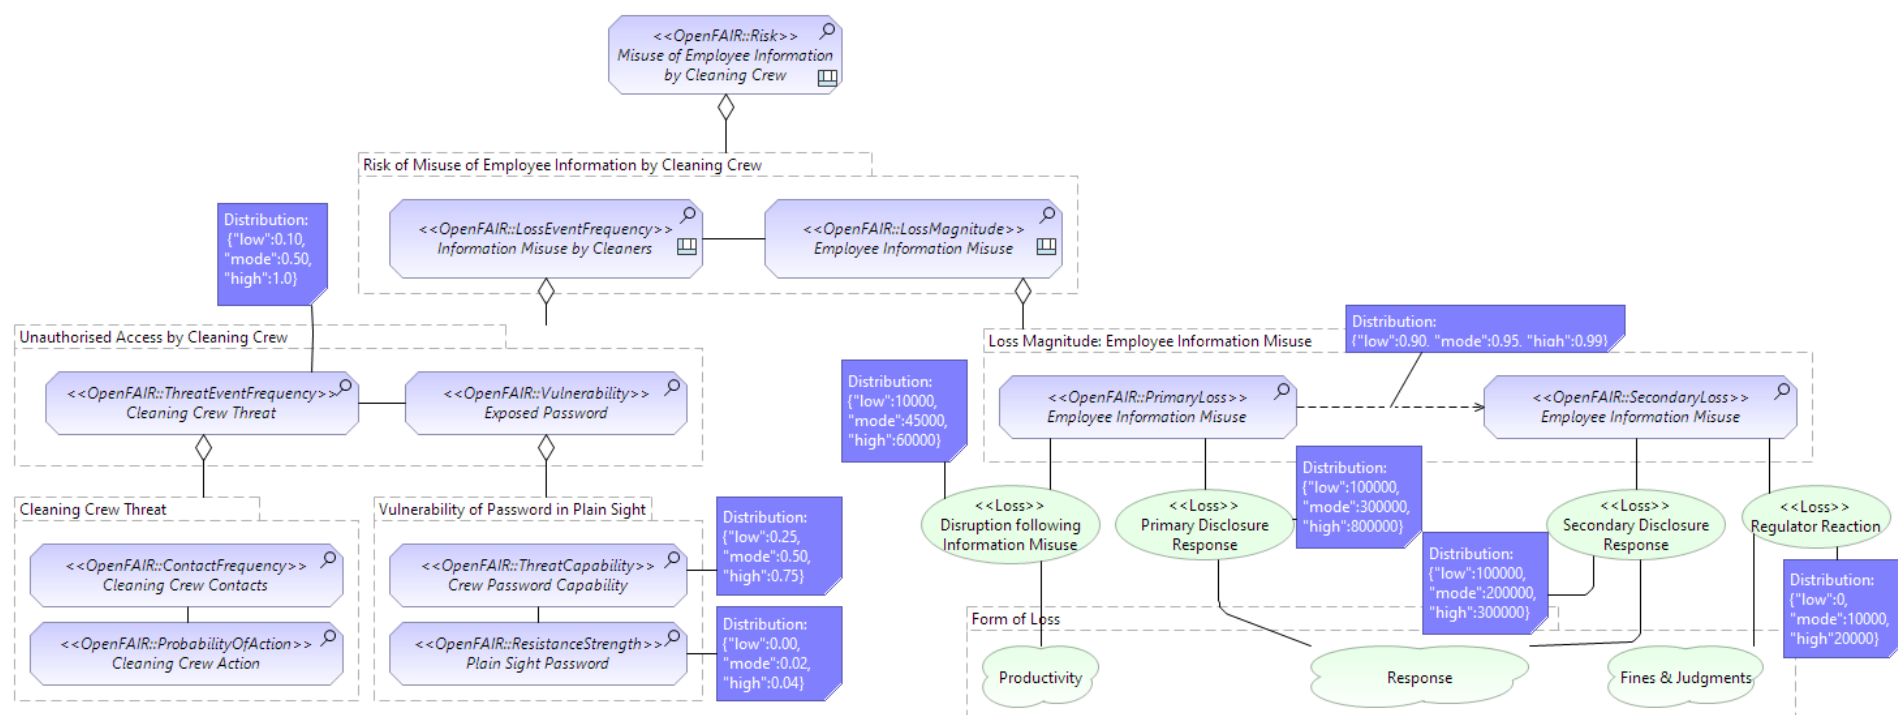 <<OpenFAIR::Risk>>
Misuse of Employee Information
by Cleaning Crew
Risk of Misuse of Employee Information by Cleaning Crew
<<OpenFAIR::LossEventFrequency>>
Information Misuse by Cleaners
<<OpenFAIR::LossMagnitude>>
Employee Information Misuse
Distribution:
{"low":0.10,
"mode":0.50,
"high":1.0}
Unauthorised Access by Cleaning Crew
<<OpenFAIR::ThreatEventFrequency>>
Cleaning Crew Threat
<<OpenFAIR::Vulnerability>>
Exposed Password
Distribution:
{"low":0.90, "mode":0.95, "high":0.99}
Loss Magnitude: Employee Information Misuse
<<OpenFAIR::PrimaryLoss>>
Employee Information Misuse
<<OpenFAIR::SecondaryLoss>>
Employee Information Misuse
Distribution:
{"low":10000,
"mode":45000,
"high":60000}
Distribution:
{"low":100000,
"mode":300000,
"high":800000}
<<Loss>>
Disruption following
Information Misuse
<<Loss>>
Primary Disclosure
Response
<<Loss>>
Secondary Disclosure
Response
<<Loss>>
Regulator Reaction
Distribution:
{"low":100000,
"mode":200000,
"high":300000}
Distribution:
{"low":0,
"mode":10000,
"high"20000}
Cleaning Crew Threat
<<OpenFAIR::ContactFrequency>>
Cleaning Crew Contacts
<<OpenFAIR::ProbabilityOfAction>>
Cleaning Crew Action
Vulnerability of Password in Plain Sight
<<OpenFAIR::ThreatCapability>>
Crew Password Capability
<<OpenFAIR::ResistanceStrength>>
Plain Sight Password
Distribution:
{"low":0.25,
"mode":0.50,
"high":0.75}
Distribution:
{"low":0.00,
"mode":0.02,
"high":0.04}
Form of Loss
Productivity
Response
Fines & Judgments